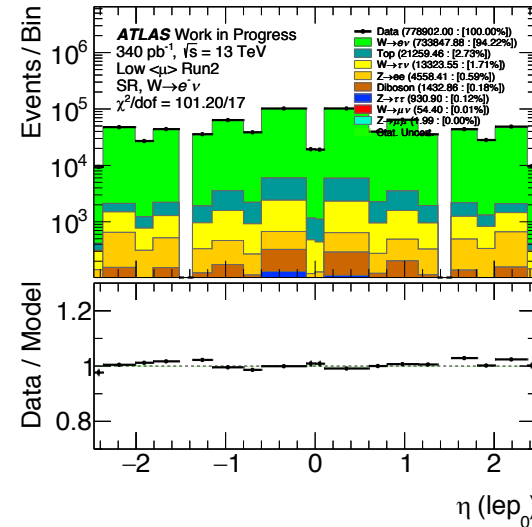 ATLAS Work in Progress
340 pb⁻¹, √s = 13 TeV
Low <μ> Run2
SR, W→e⁻ν
χ²/dof = 101.20/17
Data (778902.00 : [100.00%])
W→eν (733847.88 : [94.22%])
Top (21259.46 : [2.73%])
W→τν (13323.55 : [1.71%])
Z→ee (4558.41 : [0.59%])
Diboson (1432.86 : [0.18%])
Z→ττ (930.90 : [0.12%])
W→μν (54.40 : [0.01%])
Z→μμ (1.99 : [0.00%])
Stat. Uncert.
Events / Bin
10⁶
10⁵
10⁴
10³
Data / Model
1.2
1
0.8
−2 −1 0 1 2
η (lep₀)